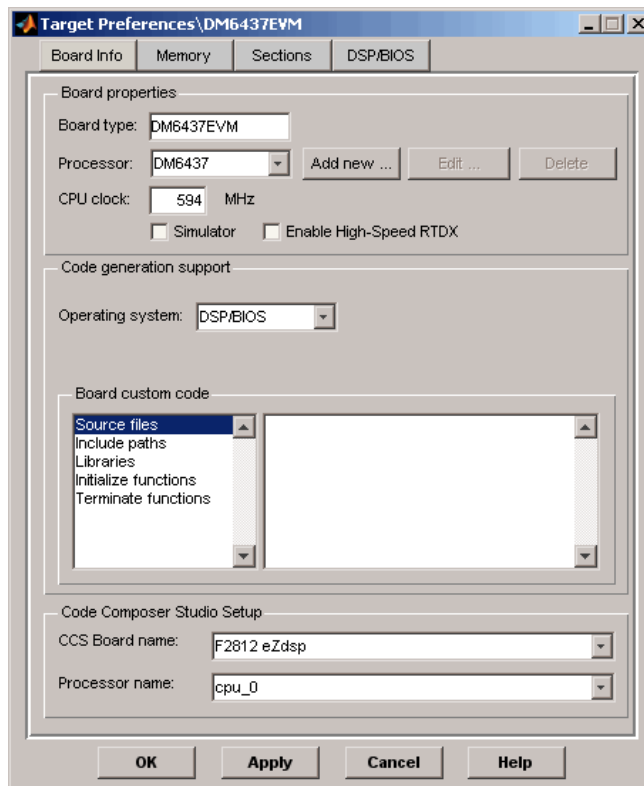 Target Preferences\DM6437EVM
Board Info Memory Sections DSP/BIOS
Board properties
Board type: DM6437EVM
Processor: DM6437 Add new ... Edit ... Delete
CPU clock: 594 MHz
Simulator Enable High-Speed RTDX
Code generation support
Operating system: DSP/BIOS
Board custom code
Source files
Include paths
Libraries
Initialize functions
Terminate functions
Code Composer Studio Setup
CCS Board name: F2812 eZdsp
Processor name: cpu_0
OK Apply Cancel Help